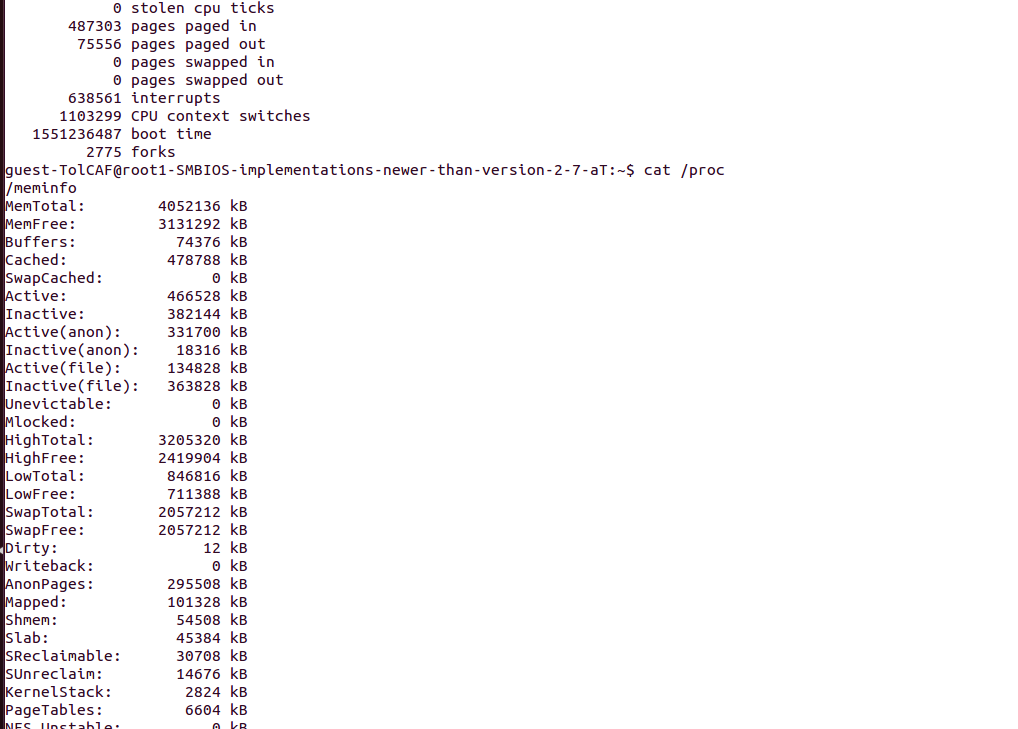 0 stolen cpu ticks
487303 pages paged in
75556 pages paged out
0 pages swapped in
0 pages swapped out
638561 interrupts
1103299 CPU context switches
1551236487 boot time
2775 forks
guest-TolCAF@root1-SMBIOS-implementations-newer-than-version-2-7-aT:~$ cat /proc
/meminfo
MemTotal: 4052136 kB
MemFree: 3131292 kB
Buffers: 74376 kB
Cached: 478788 kB
SwapCached: 0 kB
Active: 466528 kB
Inactive: 382144 kB
Active(anon): 331700 kB
Inactive(anon): 18316 kB
Active(file): 134828 kB
Inactive(file): 363828 kB
Unevictable: 0 kB
Mlocked: 0 kB
HighTotal: 3205320 kB
HighFree: 2419904 kB
LowTotal: 846816 kB
LowFree: 711388 kB
SwapTotal: 2057212 kB
SwapFree: 2057212 kB
Dirty: 12 kB
Writeback: 0 kB
AnonPages: 295508 kB
Mapped: 101328 kB
Shmem: 54508 kB
Slab: 45384 kB
SReclaimable: 30708 kB
SUnreclaim: 14676 kB
KernelStack: 2824 kB
PageTables: 6604 kB
NFS_Unstable: 0 kB